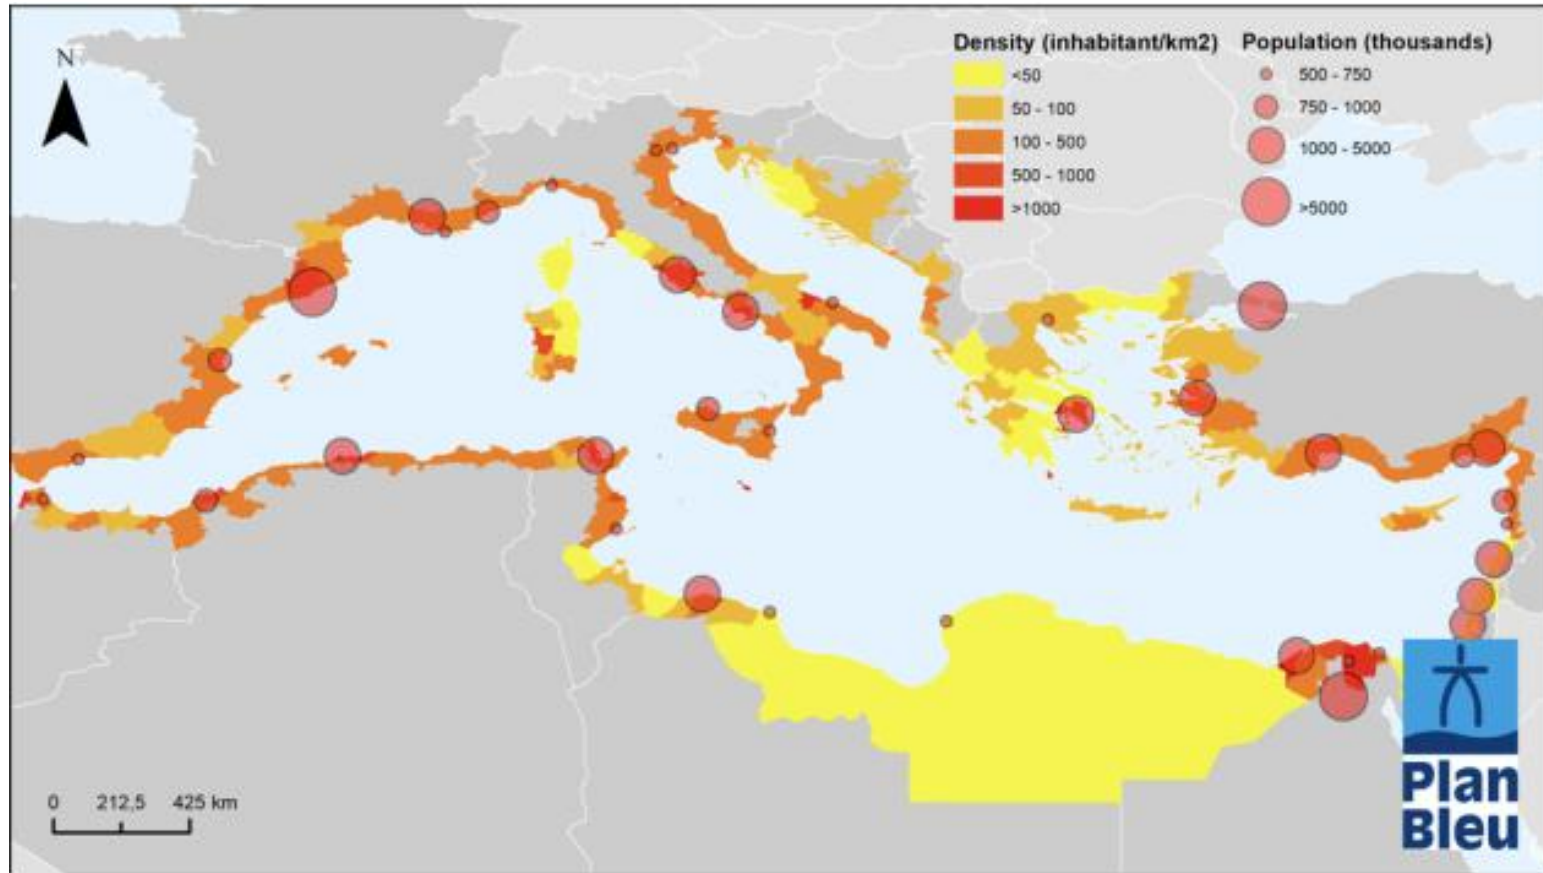 N
Density (inhabitant/km2)
<50
50 - 100
100 - 500
500 - 1000
>1000
Population (thousands)
500 - 750
750 - 1000
1000 - 5000
>5000
0 212,5 425 km
Plan
Bleu